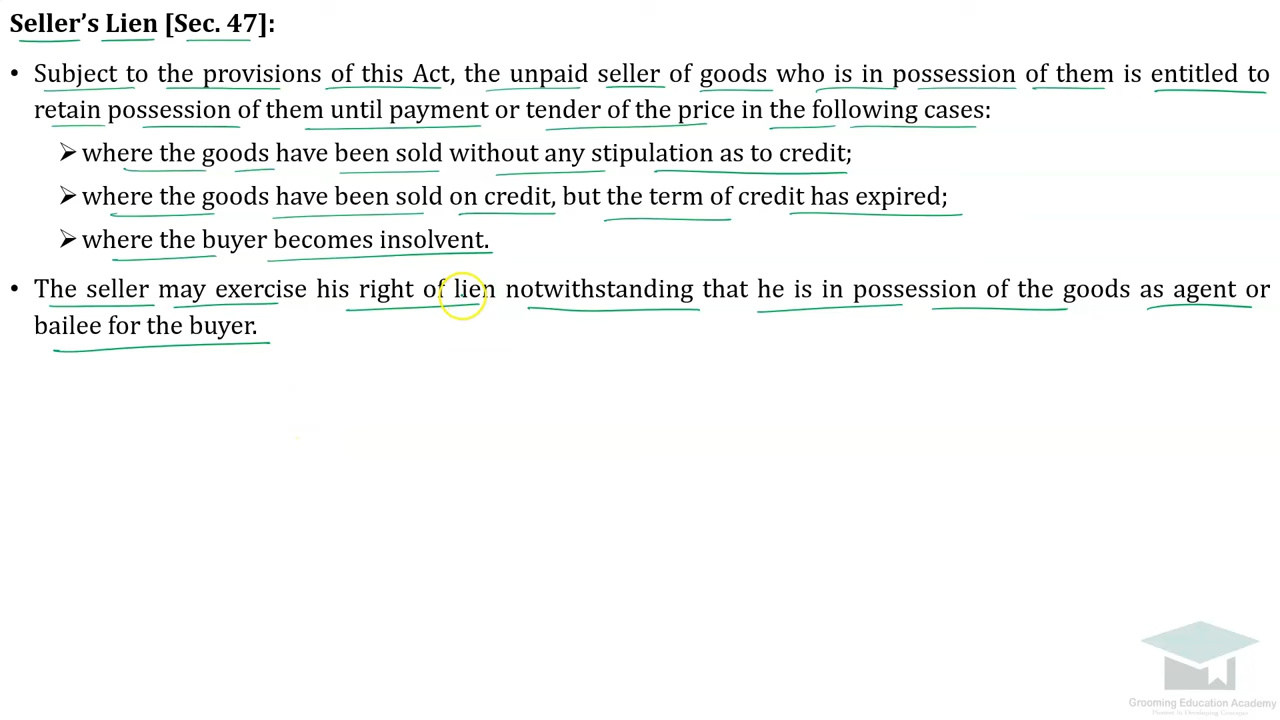 Seller's Lien [Sec. 47]:
• Subject to the provisions of this Act, the unpaid seller of goods who is in possession of them is entitled to
retain possession of them until payment or tender of the price in the following cases:
➢ where the goods have been sold without any stipulation as to credit;
➢ where the goods have been sold on credit, but the term of credit has expired;
➢ where the buyer becomes insolvent.
• The seller may exercise his right of lien notwithstanding that he is in possession of the goods as agent or
bailee for the buyer.
Grooming Education Academy